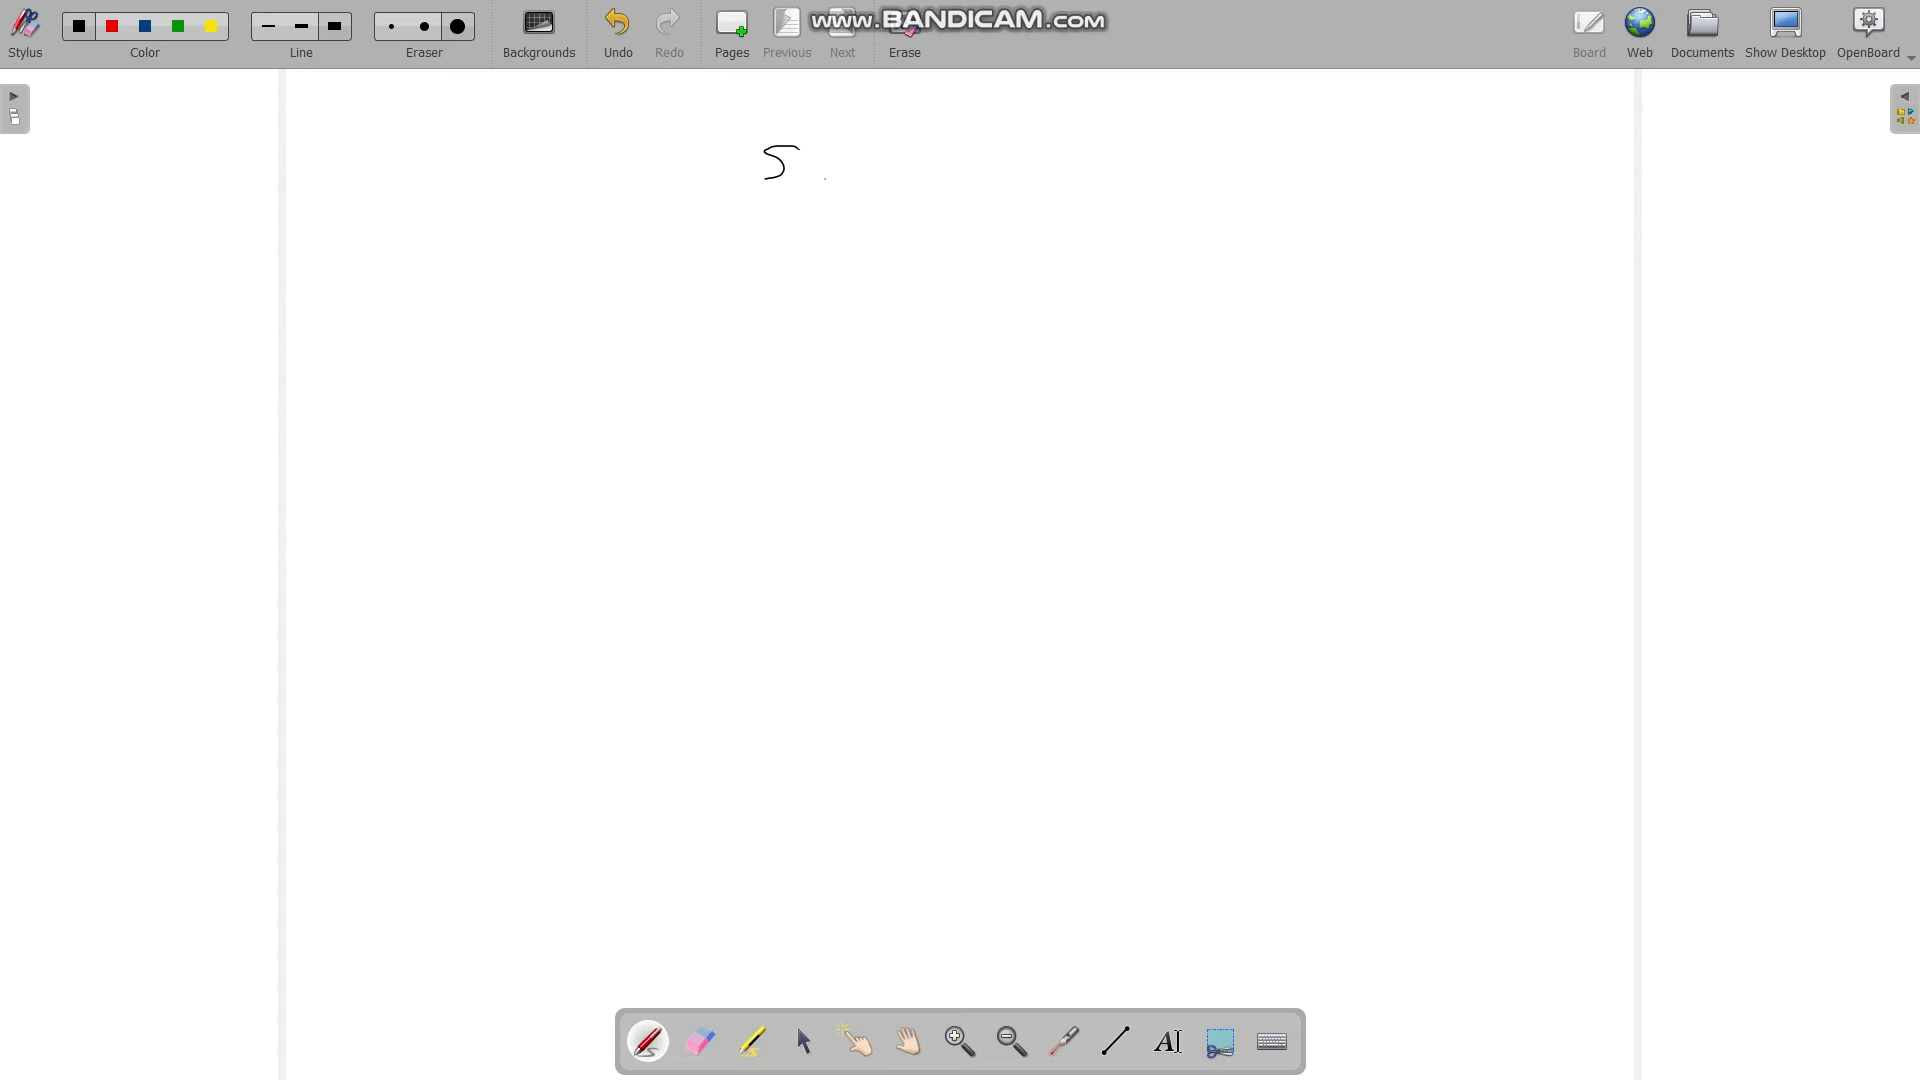 www.BANDICAM.com
Stylus Color Line Eraser Backgrounds Undo Redo Pages Previous Next Erase Board Web Documents Show Desktop OpenBoard
5
A